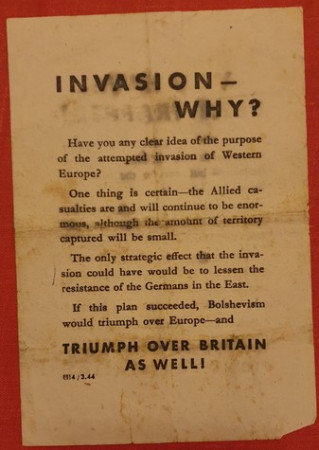 INVASION—
WHY?
Have you any clear idea of the purpose
of the attempted invasion of Western
Europe?
One thing is certain—the Allied ca-
sualties are and will continue to be enor-
mous, although the amount of territory
captured will be small.
The only strategic effect that the inva-
sion could have would be to lessen the
resistance of the Germans in the East.
If this plan succeeded, Bolshevism
would triumph over Europe—and
TRIUMPH OVER BRITAIN
AS WELL!